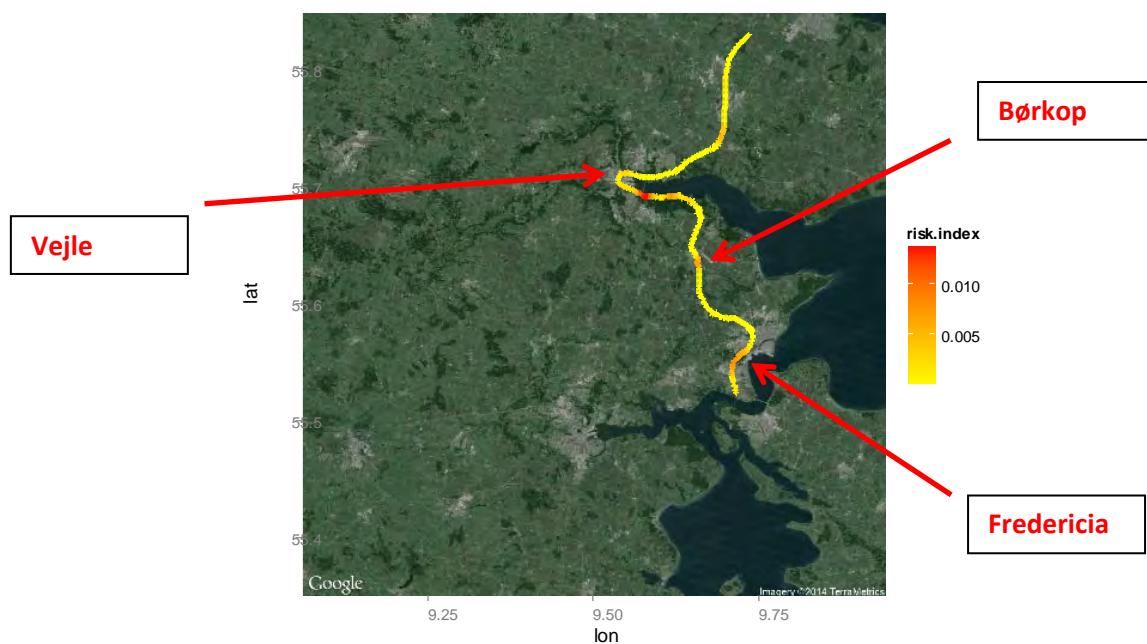 Børkop
Vejle
Fredericia
risk.index
0.010
0.005
lat
55.8
55.7
55.6
55.5
55.4
9.25
9.50
9.75
lon
Google
Imagery ©2014 TerraMetrics